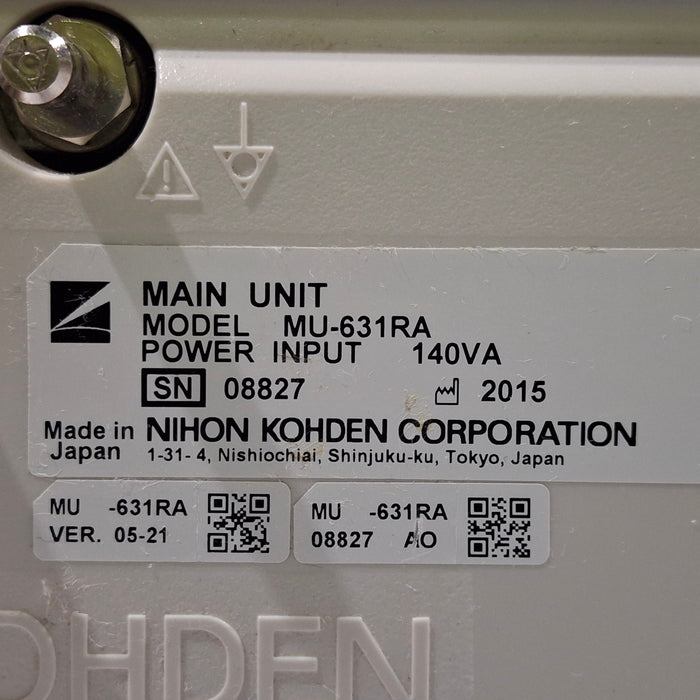 MAIN UNIT
MODEL MU-631RA
POWER INPUT 140VA
SN 08827 2015
Made in Japan NIHON KOHDEN CORPORATION
1-31-4, Nishiochiai, Shinjuku-ku, Tokyo, Japan
MU -631RA
VER. 05-21
MU -631RA
08827 AO
OHDEN